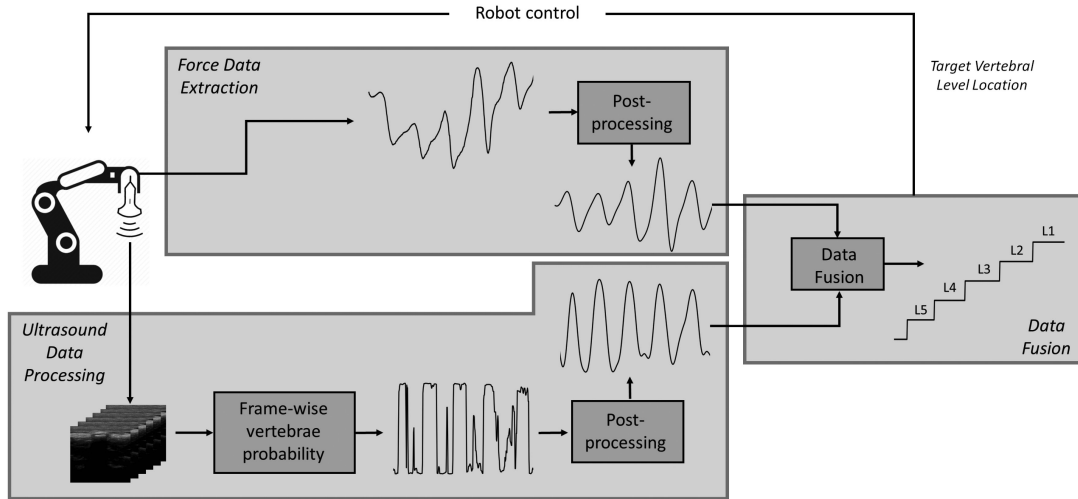 Robot control
Force Data
Extraction
Post-
processing
Target Vertebral
Level Location
Data
Fusion
L1
L2
L3
L4
L5
Data
Fusion
Ultrasound
Data
Processing
Frame-wise
vertebrae
probability
Post-
processing